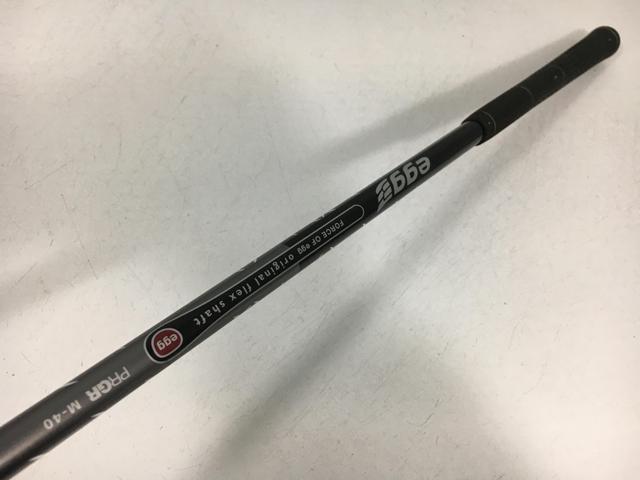 egg
FORCE OF egg original flex shaft
egg
PRGR M-40